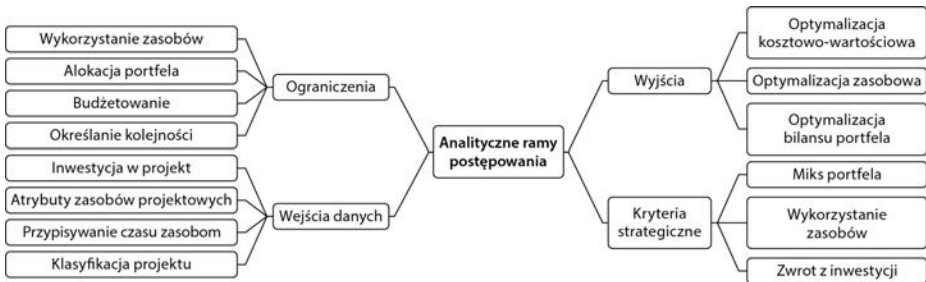 Wykorzystanie zasobów
Alokacja portfela
Budżetowanie
Określanie kolejności
Ograniczenia
Inwestycja w projekt
Atrybuty zasobów projektowych
Przypisywanie czasu zasobom
Klasyfikacja projektu
Wejścia danych
Analityczne ramy
postępowania
Wyjścia
Optymalizacja
kosztowo-wartościowa
Optymalizacja zasobowa
Optymalizacja
bilansu portfela
Kryteria
strategiczne
Miks portfela
Wykorzystanie
zasobów
Zwrot z inwestycji